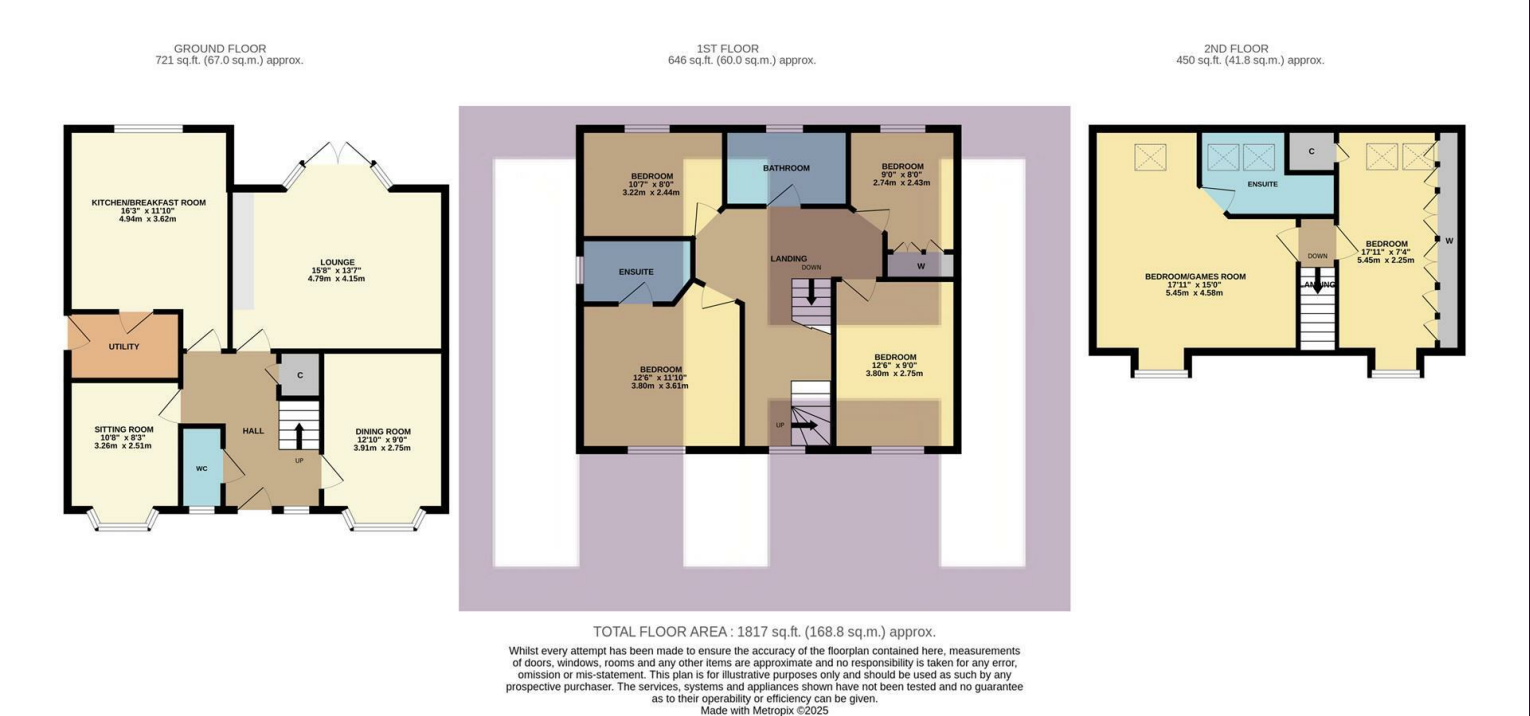 GROUND FLOOR
721 sq.ft. (67.0 sq.m.) approx.
1ST FLOOR
646 sq.ft. (60.0 sq.m.) approx.
2ND FLOOR
450 sq.ft. (41.8 sq.m.) approx.
KITCHEN/BREAKFAST ROOM
16'3" x 11'10"
4.94m x 3.62m
LOUNGE
15'8" x 13'7"
4.79m x 4.15m
UTILITY
C
SITTING ROOM
10'8" x 8'3"
3.26m x 2.51m
HALL
WC
UP
DINING ROOM
12'10" x 9'0"
3.91m x 2.75m
BEDROOM
10'7" x 8'0"
3.22m x 2.44m
BATHROOM
BEDROOM
9'0" x 8'0"
2.74m x 2.43m
ENSUITE
LANDING
DOWN
W
BEDROOM
12'6" x 11'10"
3.80m x 3.61m
BEDROOM
12'6" x 9'0"
3.80m x 2.75m
UP
C
ENSUITE
BEDROOM/GAMES ROOM
17'11" x 15'0"
5.45m x 4.58m
DOWN
LANDING
BEDROOM
17'11" x 7'4"
5.45m x 2.25m
W
TOTAL FLOOR AREA : 1817 sq.ft. (168.8 sq.m.) approx.
Whilst every attempt has been made to ensure the accuracy of the floorplan contained here, measurements
of doors, windows, rooms and any other items are approximate and no responsibility is taken for any error,
omission or mis-statement. This plan is for illustrative purposes only and should be used as such by any
prospective purchaser. The services, systems and appliances shown have not been tested and no guarantee
as to their operability or efficiency can be given.
Made with Metropix ©2025